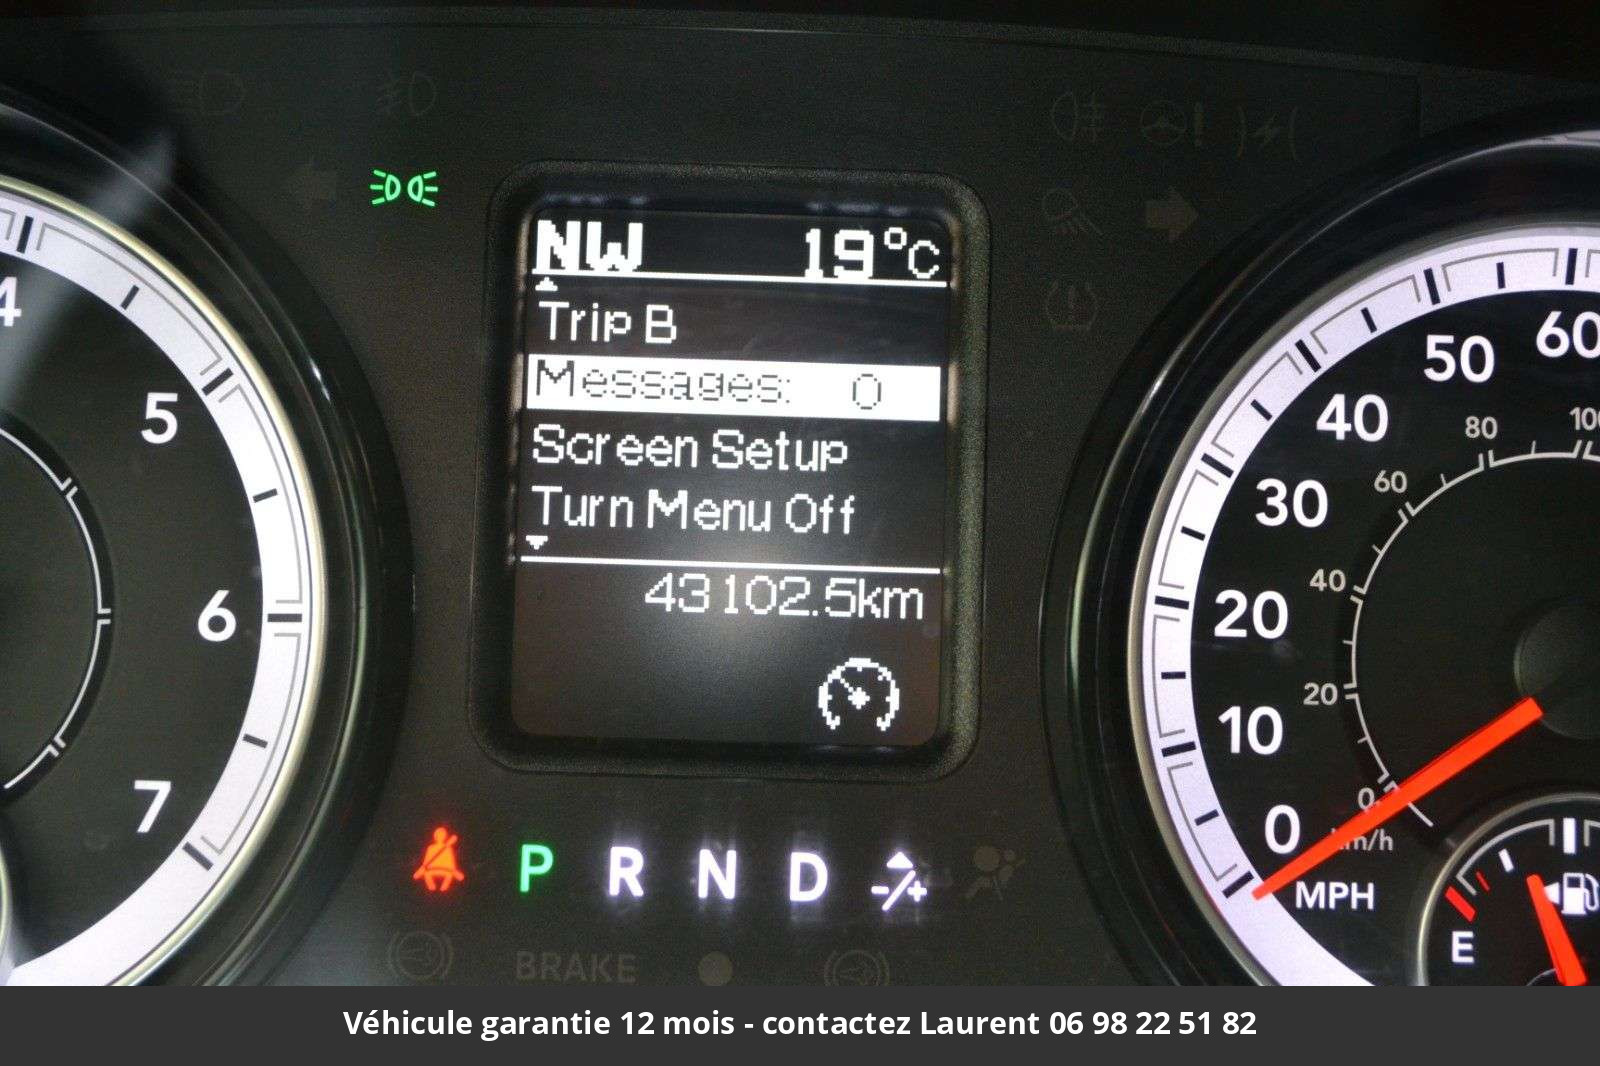 NW 19°C
Trip B
Messages: 0
Screen Setup
Turn Menu Off
43102.5km
4
5
6
7
P R N D -/+
BRAKE
60
50
40
30
20
10
0
MPH
100
80
60
40
20
0
km/h
E
Véhicule garantie 12 mois - contactez Laurent 06 98 22 51 82